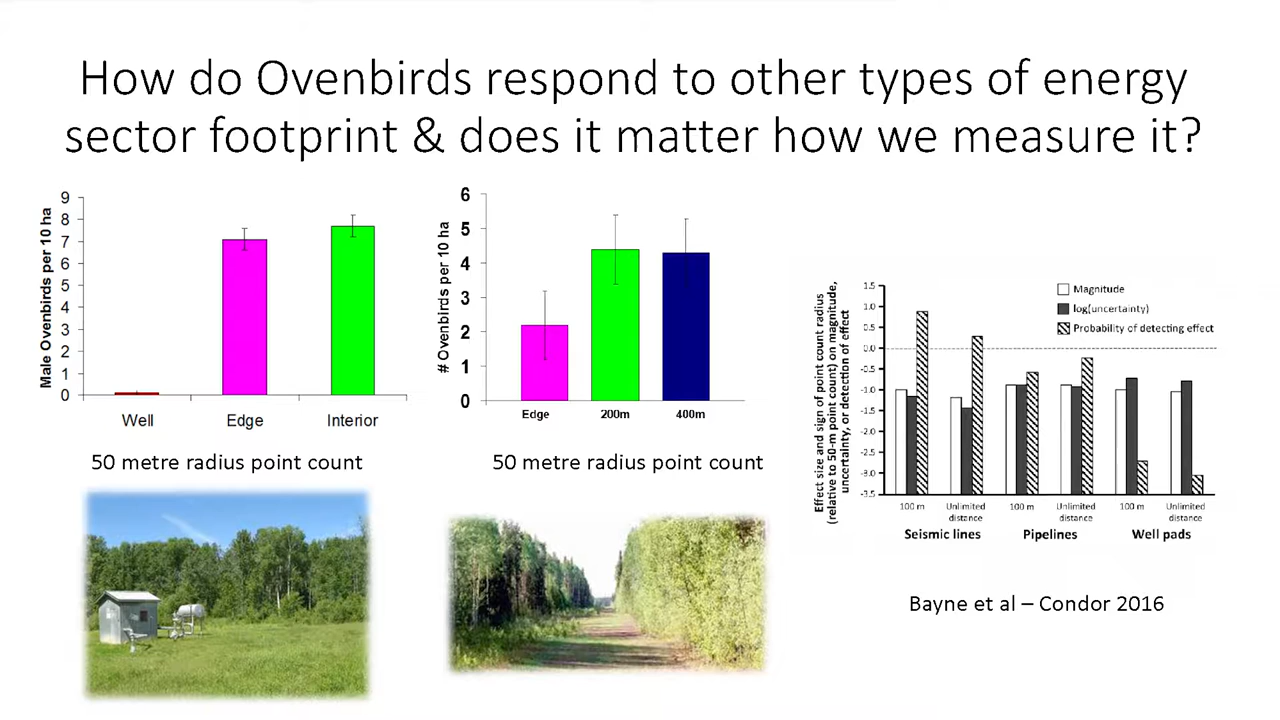 How do Ovenbirds respond to other types of energy
sector footprint & does it matter how we measure it?
Male Ovenbirds per 10 ha
9
8
7
6
5
4
3
2
1
0
Well Edge Interior
50 metre radius point count
# Ovenbirds per 10 ha
6
5
4
3
2
1
0
Edge 200m 400m
50 metre radius point count
Effect size and sign of point count radius
(relative to 50-m point count) on magnitude,
uncertainty, or detection of effect
1.5
1.0
0.5
0.0
-0.5
-1.0
-1.5
-2.0
-2.5
-3.0
-3.5
Magnitude
log(uncertainty)
Probability of detecting effect
100 m Unlimited distance 100 m Unlimited distance 100 m Unlimited distance
Seismic lines Pipelines Well pads
Bayne et al – Condor 2016